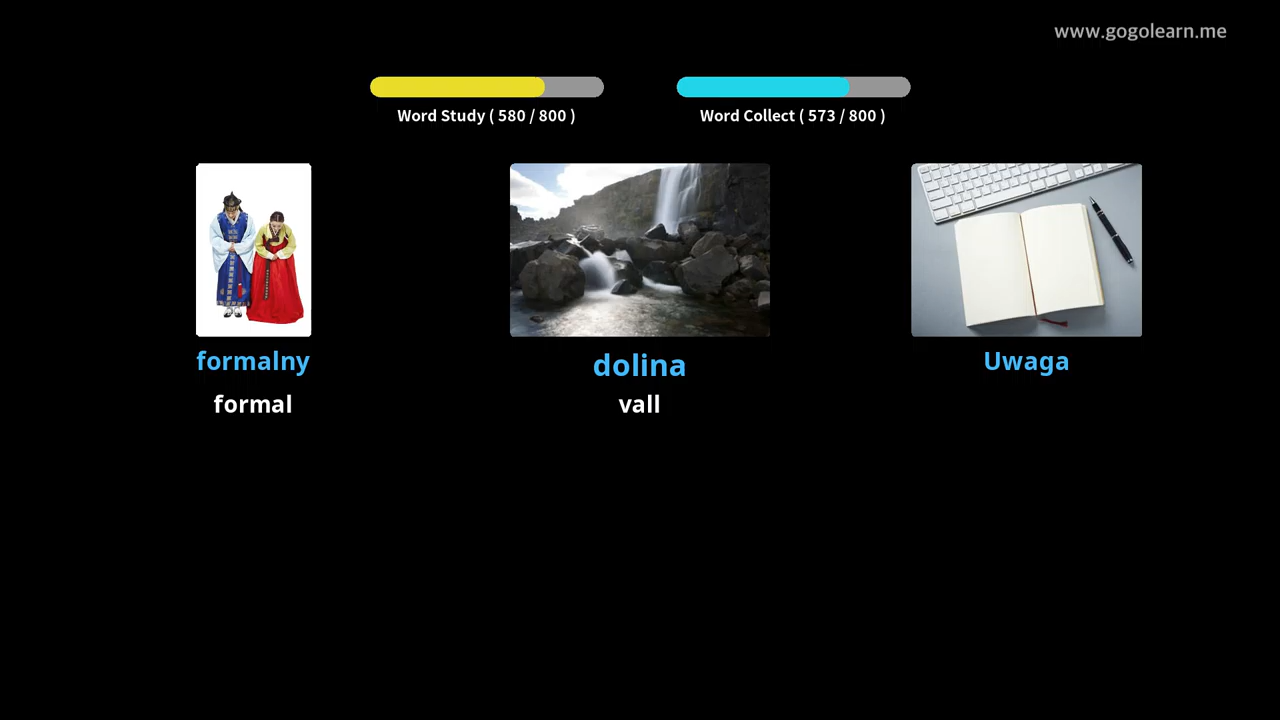 www.gogolearn.me
Word Study ( 580 / 800 )
Word Collect ( 573 / 800 )
formalny
dolina
Uwaga
formal
vall